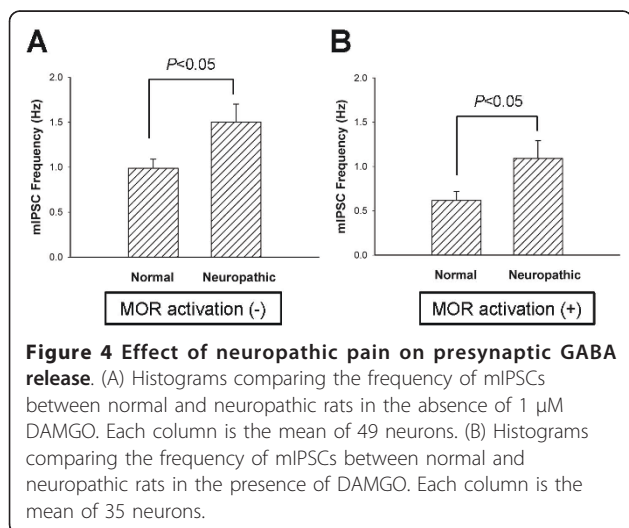 A
P<0.05
mIPSC Frequency (Hz)
2.0
1.5
1.0
0.5
0.0
Normal Neuropathic
MOR activation (-)
B
P<0.05
mIPSC Frequency (Hz)
2.0
1.5
1.0
0.5
0.0
Normal Neuropathic
MOR activation (+)
Figure 4 Effect of neuropathic pain on presynaptic GABA
release. (A) Histograms comparing the frequency of mIPSCs
between normal and neuropathic rats in the absence of 1 μM
DAMGO. Each column is the mean of 49 neurons. (B) Histograms
comparing the frequency of mIPSCs between normal and
neuropathic rats in the presence of DAMGO. Each column is the
mean of 35 neurons.